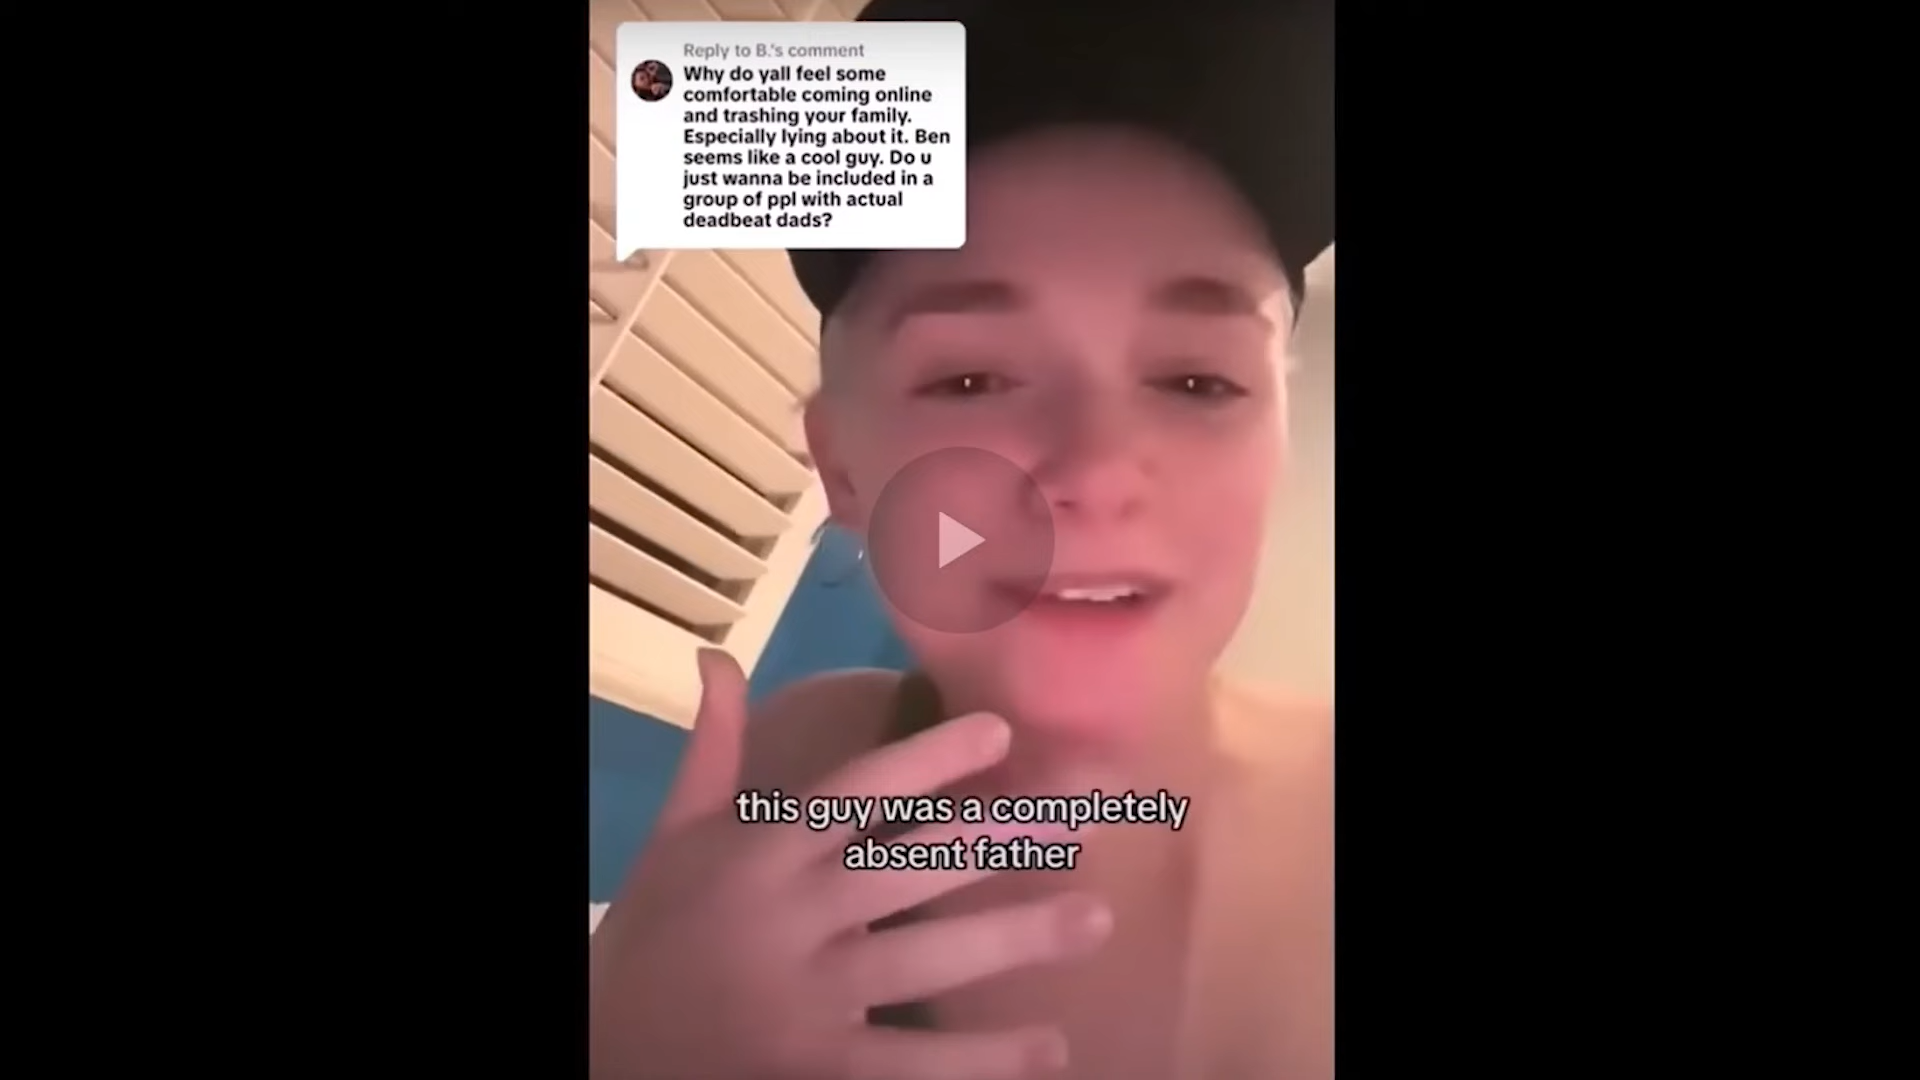 Reply to B.'s comment
Why do yall feel some
comfortable coming online
and trashing your family.
Especially lying about it. Ben
seems like a cool guy. Do u
just wanna be included in a
group of ppl with actual
deadbeat dads?
this guy was a completely
absent father